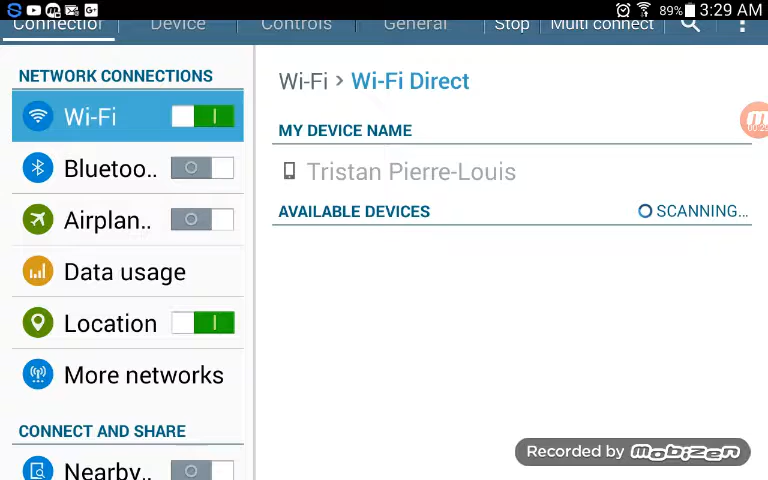 89% 3:29 AM
Connection Device Controls General Stop Multi connect
NETWORK CONNECTIONS
Wi-Fi
Bluetoo..
Airplan..
Data usage
Location
More networks
CONNECT AND SHARE
Nearby..
Wi-Fi > Wi-Fi Direct
MY DEVICE NAME
Tristan Pierre-Louis
AVAILABLE DEVICES SCANNING...
Recorded by mobizen